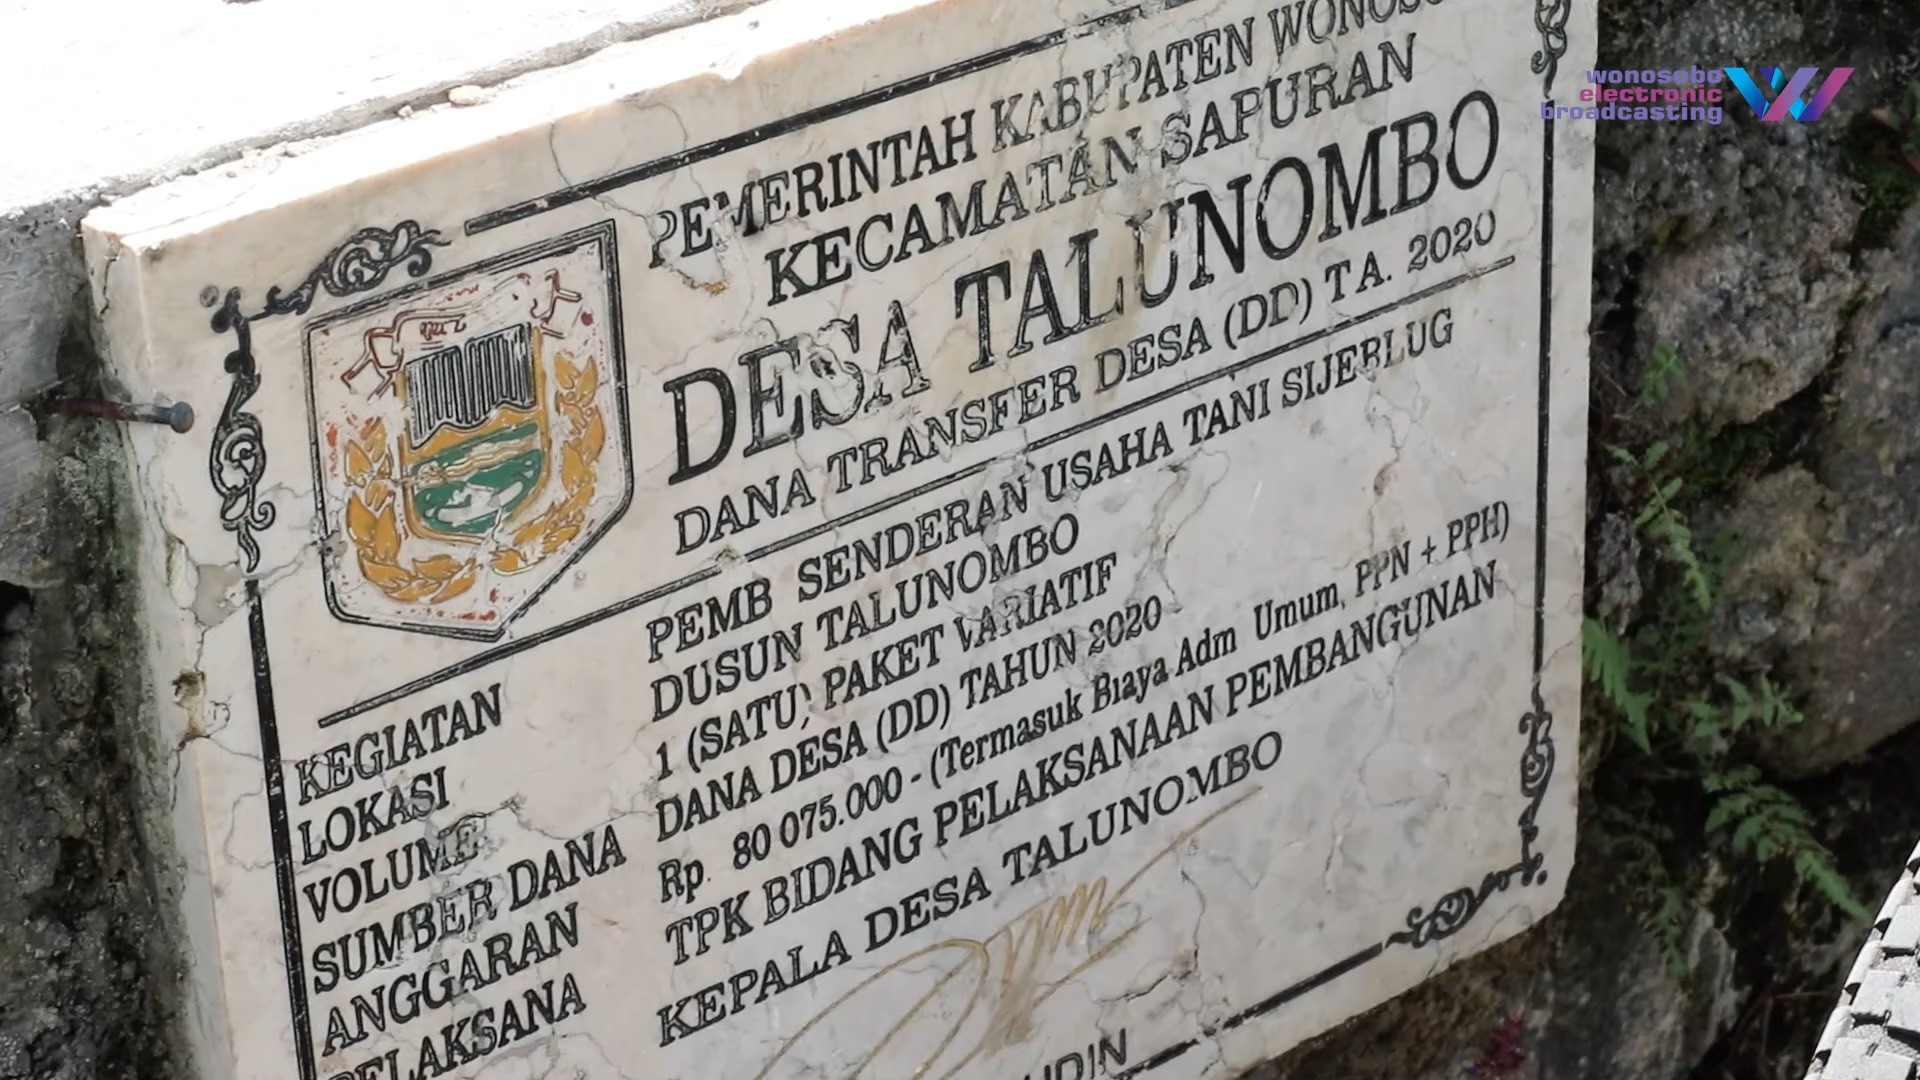 wonosobo
electronic
broadcasting
PEMERINTAH KABUPATEN
KECAMATAN SAPURAN
DESA TALUNOMBO
DANA TRANSFER DESA (DD) TA. 2020
KEGIATAN PEMB SENDERAN USAHA TANI SIJEBLUG
LOKASI DUSUN TALUNOMBO
VOLUME 1 (SATU) PAKET VARIATIF
SUMBER DANA DANA DESA (DD) TAHUN 2020
ANGGARAN Rp. 80 075.000 - (Termasuk Biaya Adm Umum, PPN + PPH)
PELAKSANA TPK BIDANG PELAKSANAAN PEMBANGUNAN
KEPALA DESA TALUNOMBO